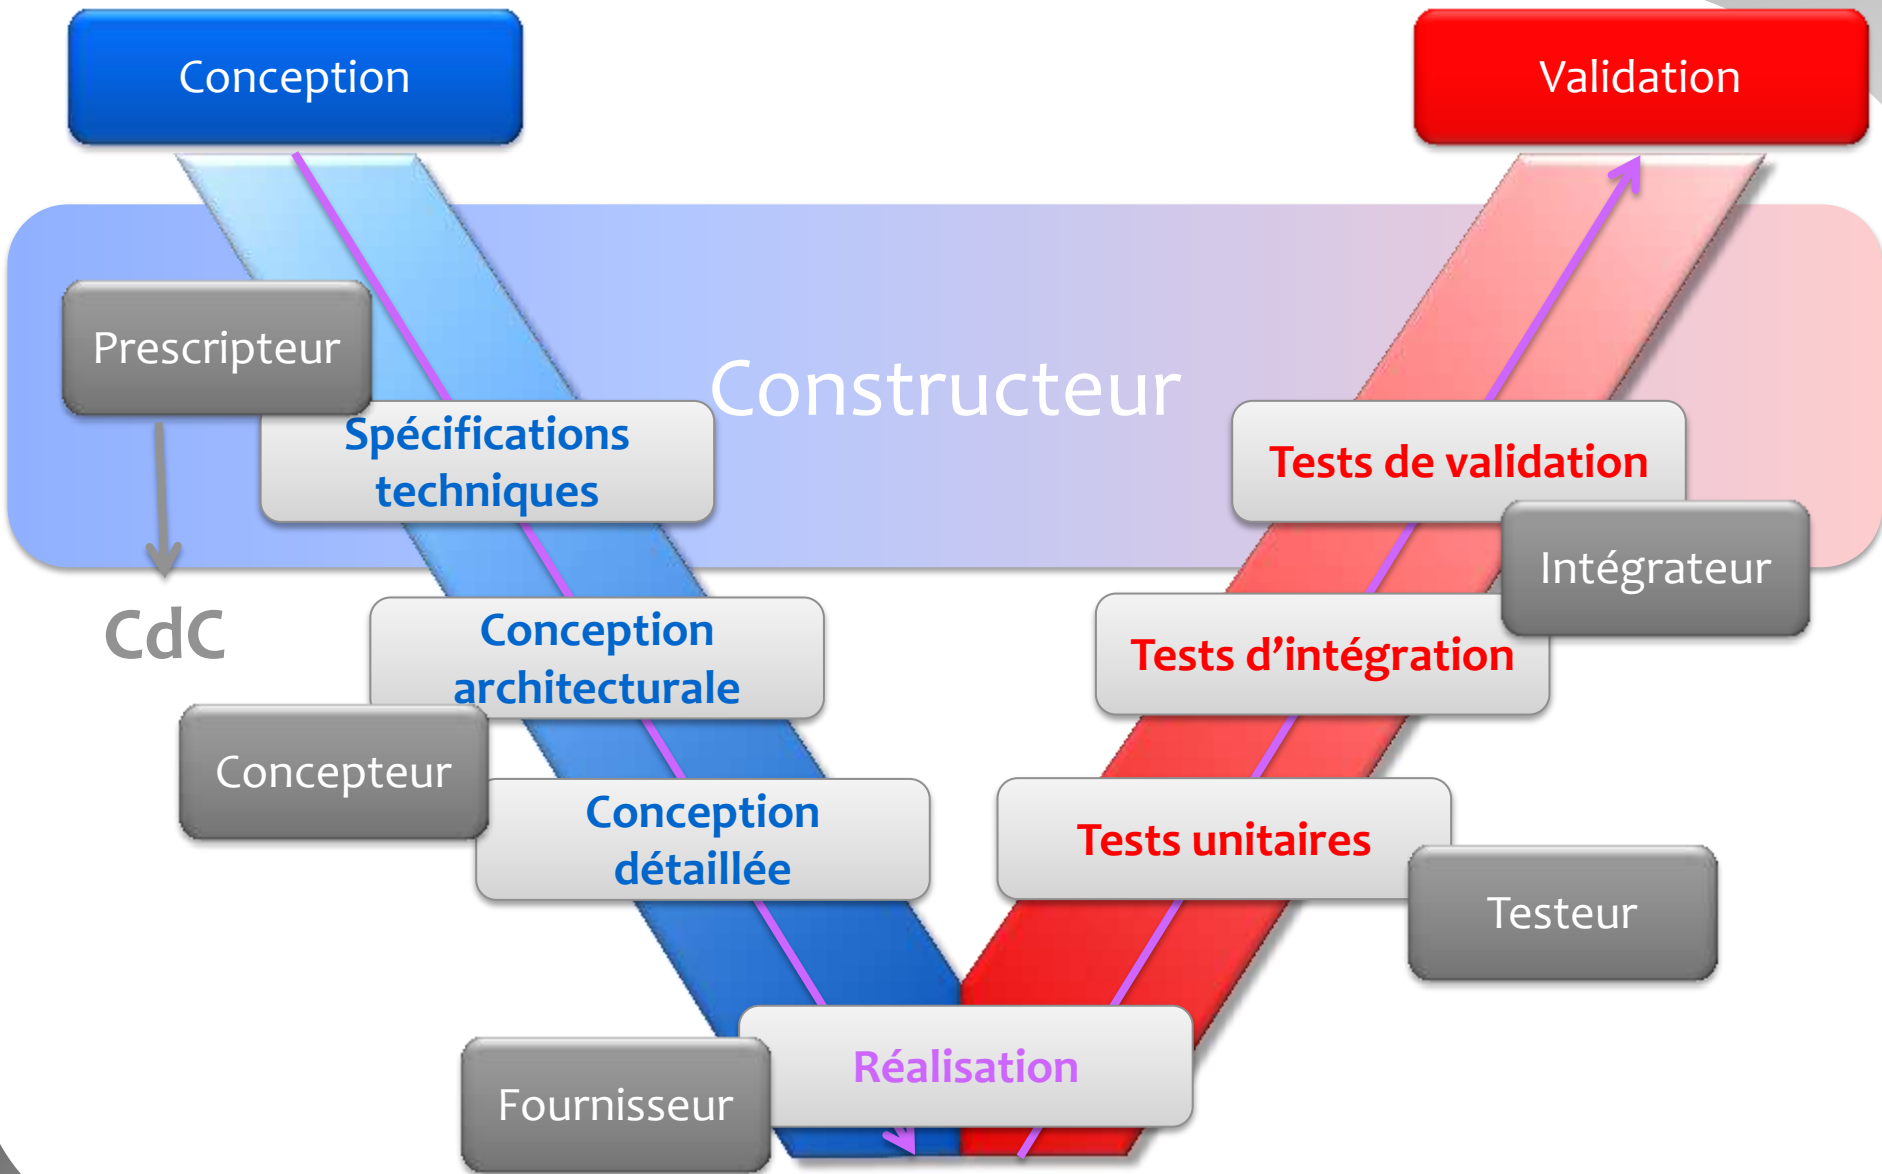 Conception
Validation
Prescripteur
Constructeur
Spécifications
techniques
Tests de validation
Intégrateur
CdC
Conception
architecturale
Tests d’intégration
Concepteur
Conception
détaillée
Tests unitaires
Testeur
Réalisation
Fournisseur